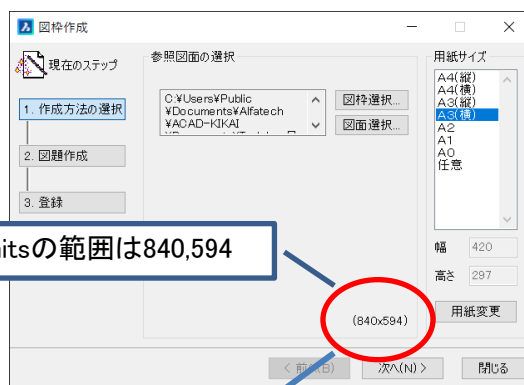 図枠作成
現在のステップ
1. 作成方法の選択
2. 図題作成
3. 登録
参照図面の選択
C:¥Users¥Public
¥Documents¥Alfatech
¥ACAD-KIKAI
図枠選択...
図面選択...
用紙サイズ
A4(縦)
A4(横)
A3(縦)
A3(横)
A2
A1
A0
任意
幅 420
高さ 297
用紙変更
itsの範囲は840,594
(840x594)
次へ(N) >
閉じる